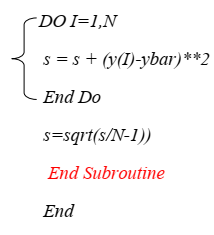 DO I=1,N
s = s + (y(I)-ybar)**2
End Do
s=sqrt(s/N-1))
End Subroutine
End